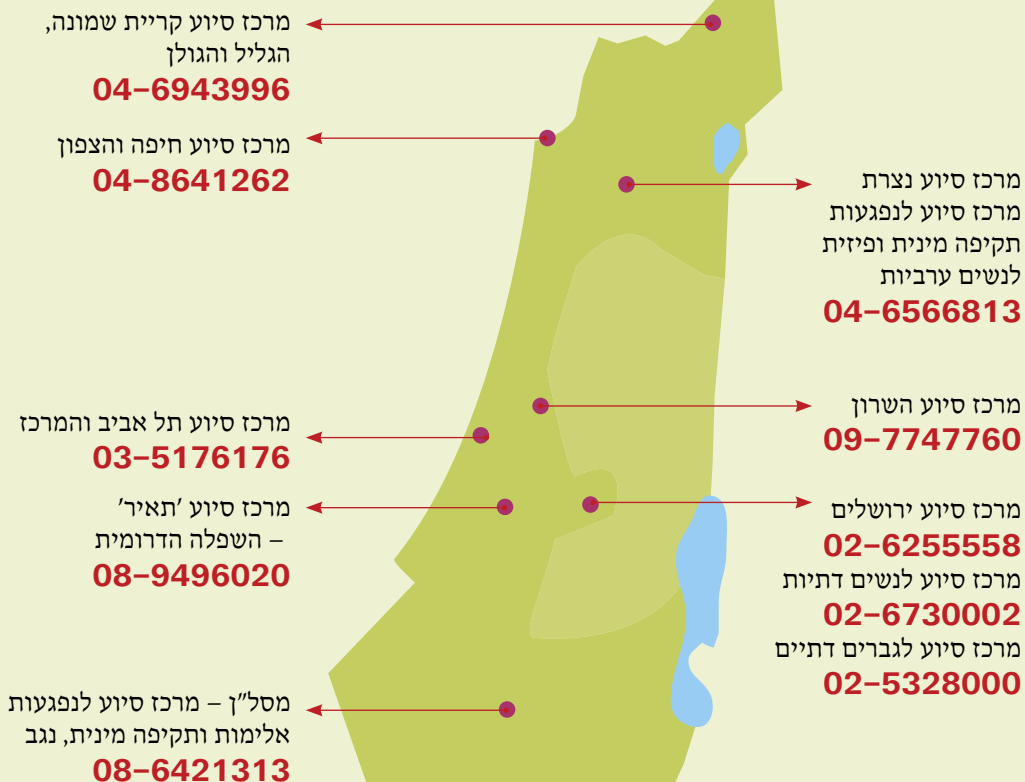 מרכז סיוע קריית שמונה,
הגליל והגולן
04–6943996
מרכז סיוע חיפה והצפון
04–8641262
מרכז סיוע נצרת
מרכז סיוע לנפגעות
תקיפה מינית ופיזית
לנשים ערביות
04–6566813
מרכז סיוע השרון
09–7747760
מרכז סיוע תל אביב והמרכז
03–5176176
מרכז סיוע 'תאיר'
– השפלה הדרומית
08–9496020
מרכז סיוע ירושלים
02–6255558
מרכז סיוע לנשים דתיות
02–6730002
מרכז סיוע לגברים דתיים
02–5328000
מסל"ן – מרכז סיוע לנפגעות
אלימות ותקיפה מינית, נגב
08–6421313